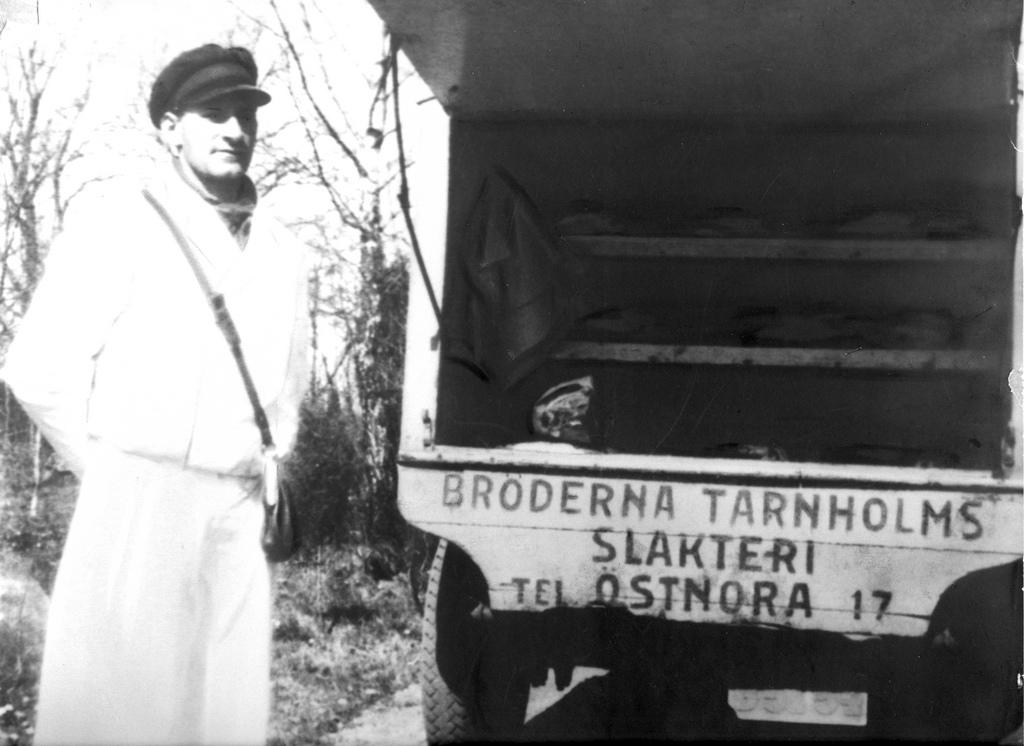 BRÖDERNA TARNHOLMS
SLAKTERI
TEL ÖSTNORA 17